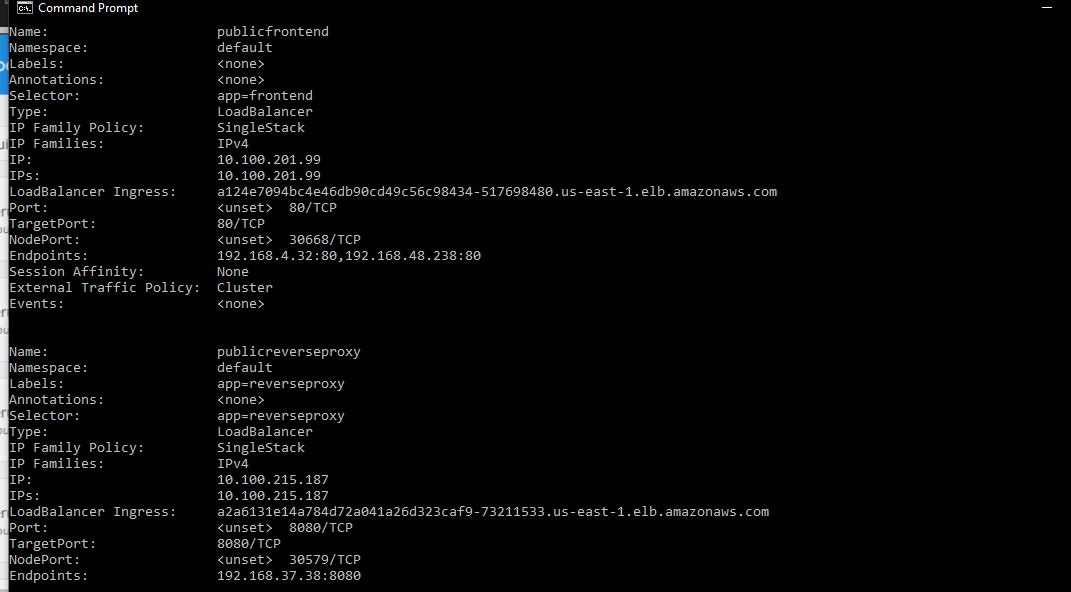 Command Prompt
Name: publicfrontend
Namespace: default
Labels: <none>
Annotations: <none>
Selector: app=frontend
Type: LoadBalancer
IP Family Policy: SingleStack
IP Families: IPv4
IP: 10.100.201.99
IPs: 10.100.201.99
LoadBalancer Ingress: a124e7094bc4e46db90cd49c56c98434-517698480.us-east-1.elb.amazonaws.com
Port: <unset> 80/TCP
TargetPort: 80/TCP
NodePort: <unset> 30668/TCP
Endpoints: 192.168.4.32:80,192.168.48.238:80
Session Affinity: None
External Traffic Policy: Cluster
Events: <none>
Name: publicreverseproxy
Namespace: default
Labels: app=reverseproxy
Annotations: <none>
Selector: app=reverseproxy
Type: LoadBalancer
IP Family Policy: SingleStack
IP Families: IPv4
IP: 10.100.215.187
IPs: 10.100.215.187
LoadBalancer Ingress: a2a6131e14a784d72a041a26d323caf9-73211533.us-east-1.elb.amazonaws.com
Port: <unset> 8080/TCP
TargetPort: 8080/TCP
NodePort: <unset> 30579/TCP
Endpoints: 192.168.37.38:8080